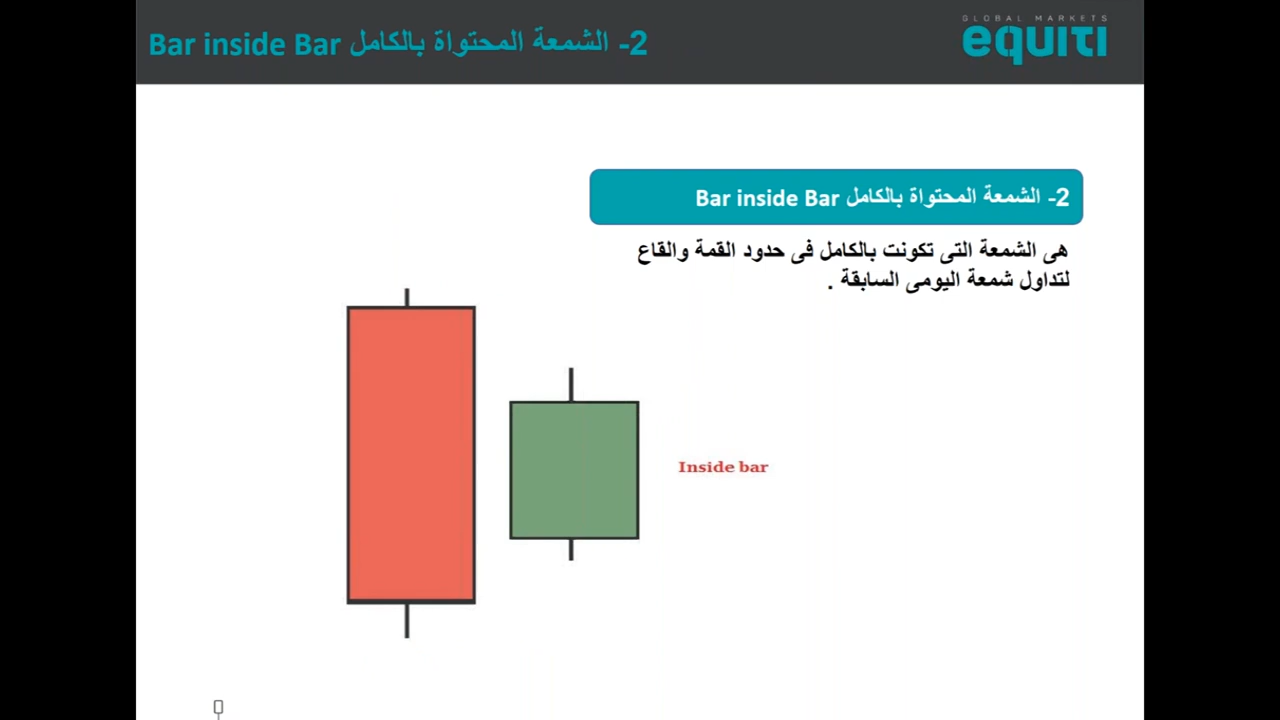 2- الشمعة المحتواة بالكامل Bar inside Bar
GLOBAL MARKETS
equiti
2- الشمعة المحتواة بالكامل Bar inside Bar
هى الشمعة التى تكونت بالكامل فى حدود القمة والقاع
لتداول شمعة اليومى السابقة .
Inside bar